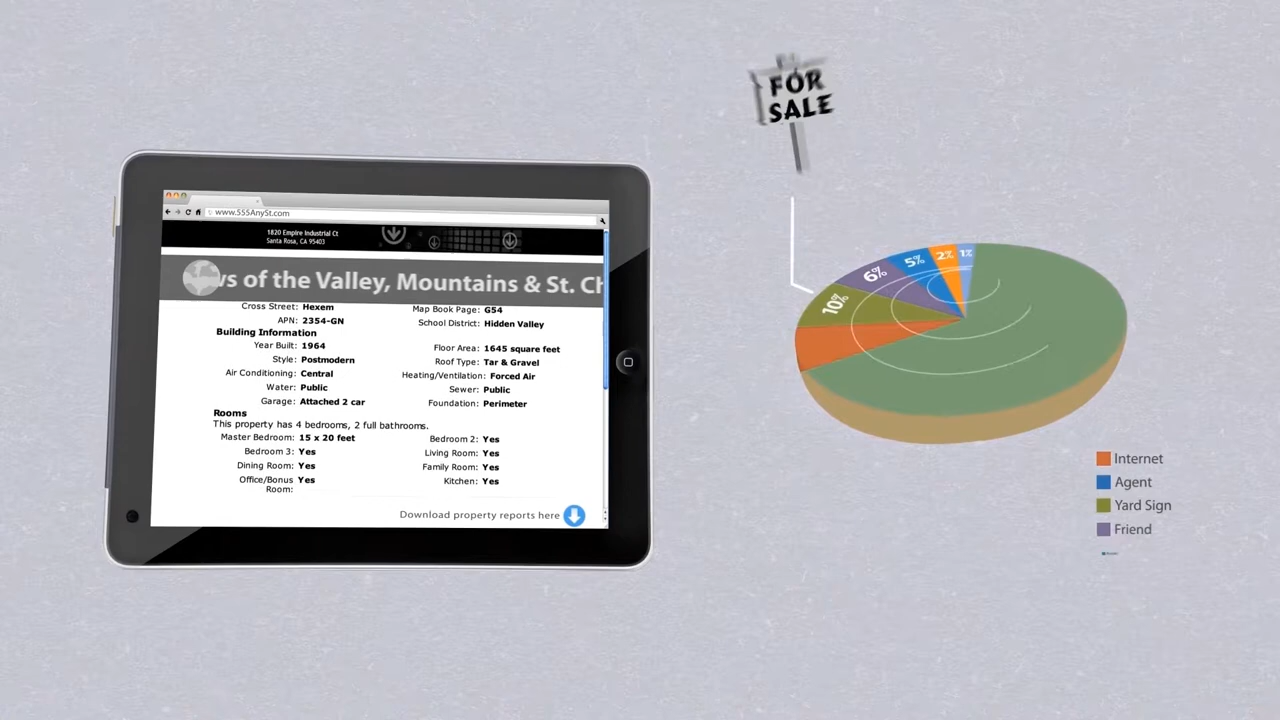 FOR
SALE
www.555AnySt.com
1820 Empire Industrial Ct
Santa Rosa, CA 95403
ws of the Valley, Mountains & St. Ch
Cross Street: Hexem
Map Book Page: G54
APN: 2354-GN
School District: Hidden Valley
Building Information
Year Built: 1964
Floor Area: 1645 square feet
Style: Postmodern
Roof Type: Tar & Gravel
Air Conditioning: Central
Heating/Ventilation: Forced Air
Water: Public
Sewer: Public
Garage: Attached 2 car
Foundation: Perimeter
Rooms
This property has 4 bedrooms, 2 full bathrooms.
Master Bedroom: 15 x 20 feet
Bedroom 2: Yes
Bedroom 3: Yes
Living Room: Yes
Dining Room: Yes
Family Room: Yes
Office/Bonus Room: Yes
Kitchen: Yes
Download property reports here
10%
6%
5%
2%
1%
Internet
Agent
Yard Sign
Friend